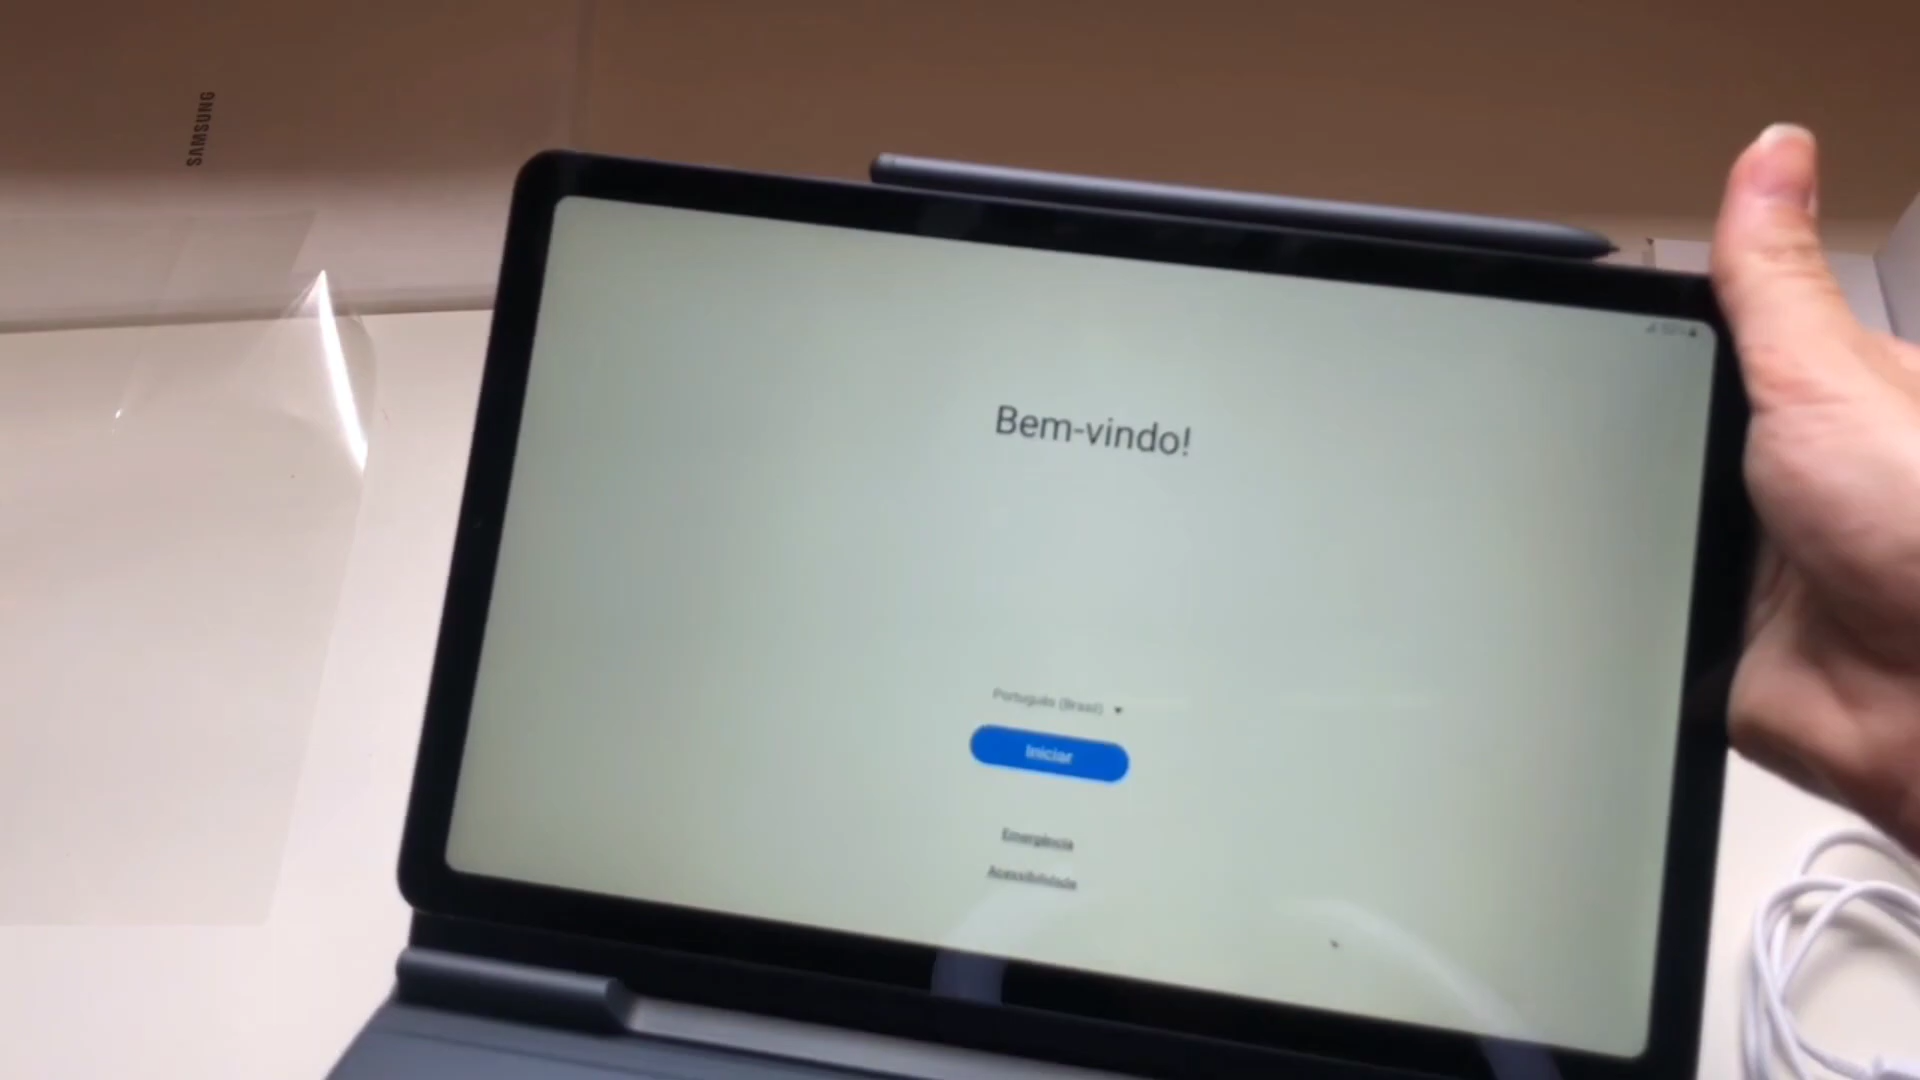 SAMSUNG
Bem-vindo!
Português (Brasil)
Iniciar
Emergência
Acessibilidade